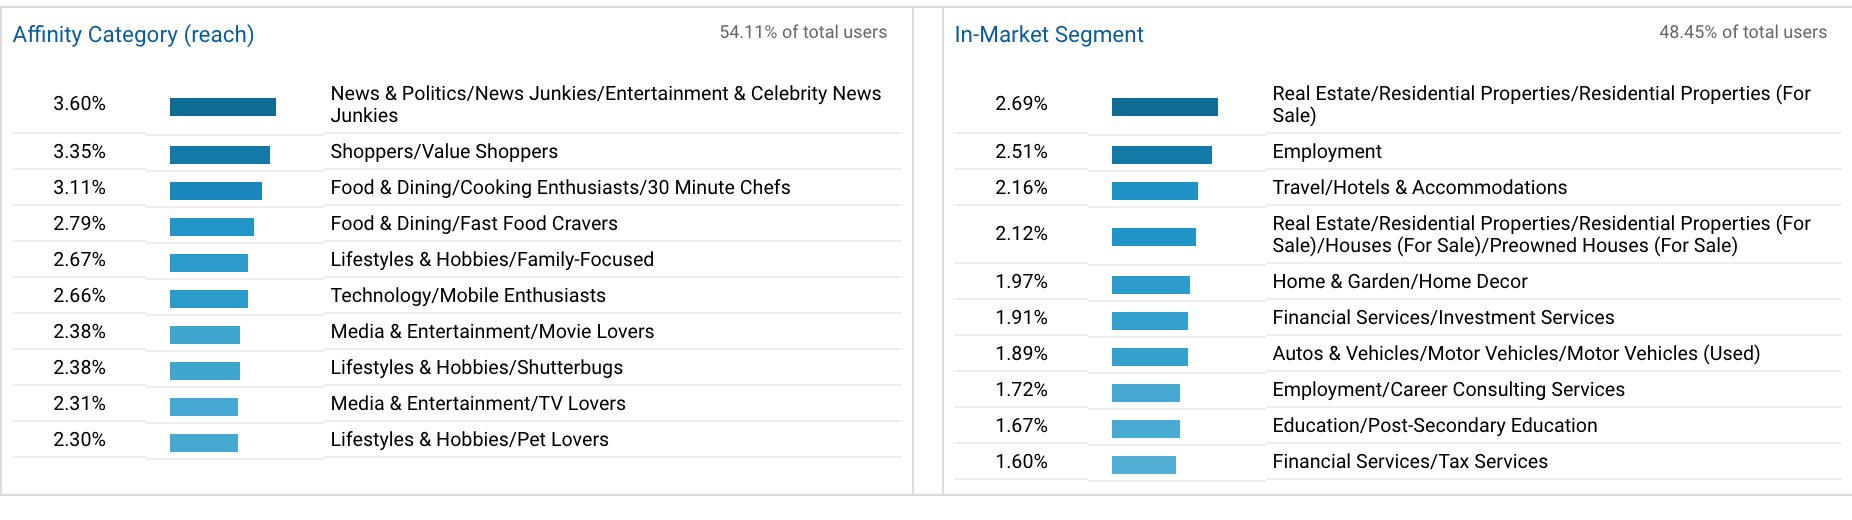 Affinity Category (reach)
54.11% of total users
3.60%
News & Politics/News Junkies/Entertainment & Celebrity News
Junkies
3.35%
Shoppers/Value Shoppers
3.11%
Food & Dining/Cooking Enthusiasts/30 Minute Chefs
2.79%
Food & Dining/Fast Food Cravers
2.67%
Lifestyles & Hobbies/Family-Focused
2.66%
Technology/Mobile Enthusiasts
2.38%
Media & Entertainment/Movie Lovers
2.38%
Lifestyles & Hobbies/Shutterbugs
2.31%
Media & Entertainment/TV Lovers
2.30%
Lifestyles & Hobbies/Pet Lovers
In-Market Segment
48.45% of total users
2.69%
Real Estate/Residential Properties/Residential Properties (For
Sale)
2.51%
Employment
2.16%
Travel/Hotels & Accommodations
2.12%
Real Estate/Residential Properties/Residential Properties (For
Sale)/Houses (For Sale)/Preowned Houses (For Sale)
1.97%
Home & Garden/Home Decor
1.91%
Financial Services/Investment Services
1.89%
Autos & Vehicles/Motor Vehicles/Motor Vehicles (Used)
1.72%
Employment/Career Consulting Services
1.67%
Education/Post-Secondary Education
1.60%
Financial Services/Tax Services